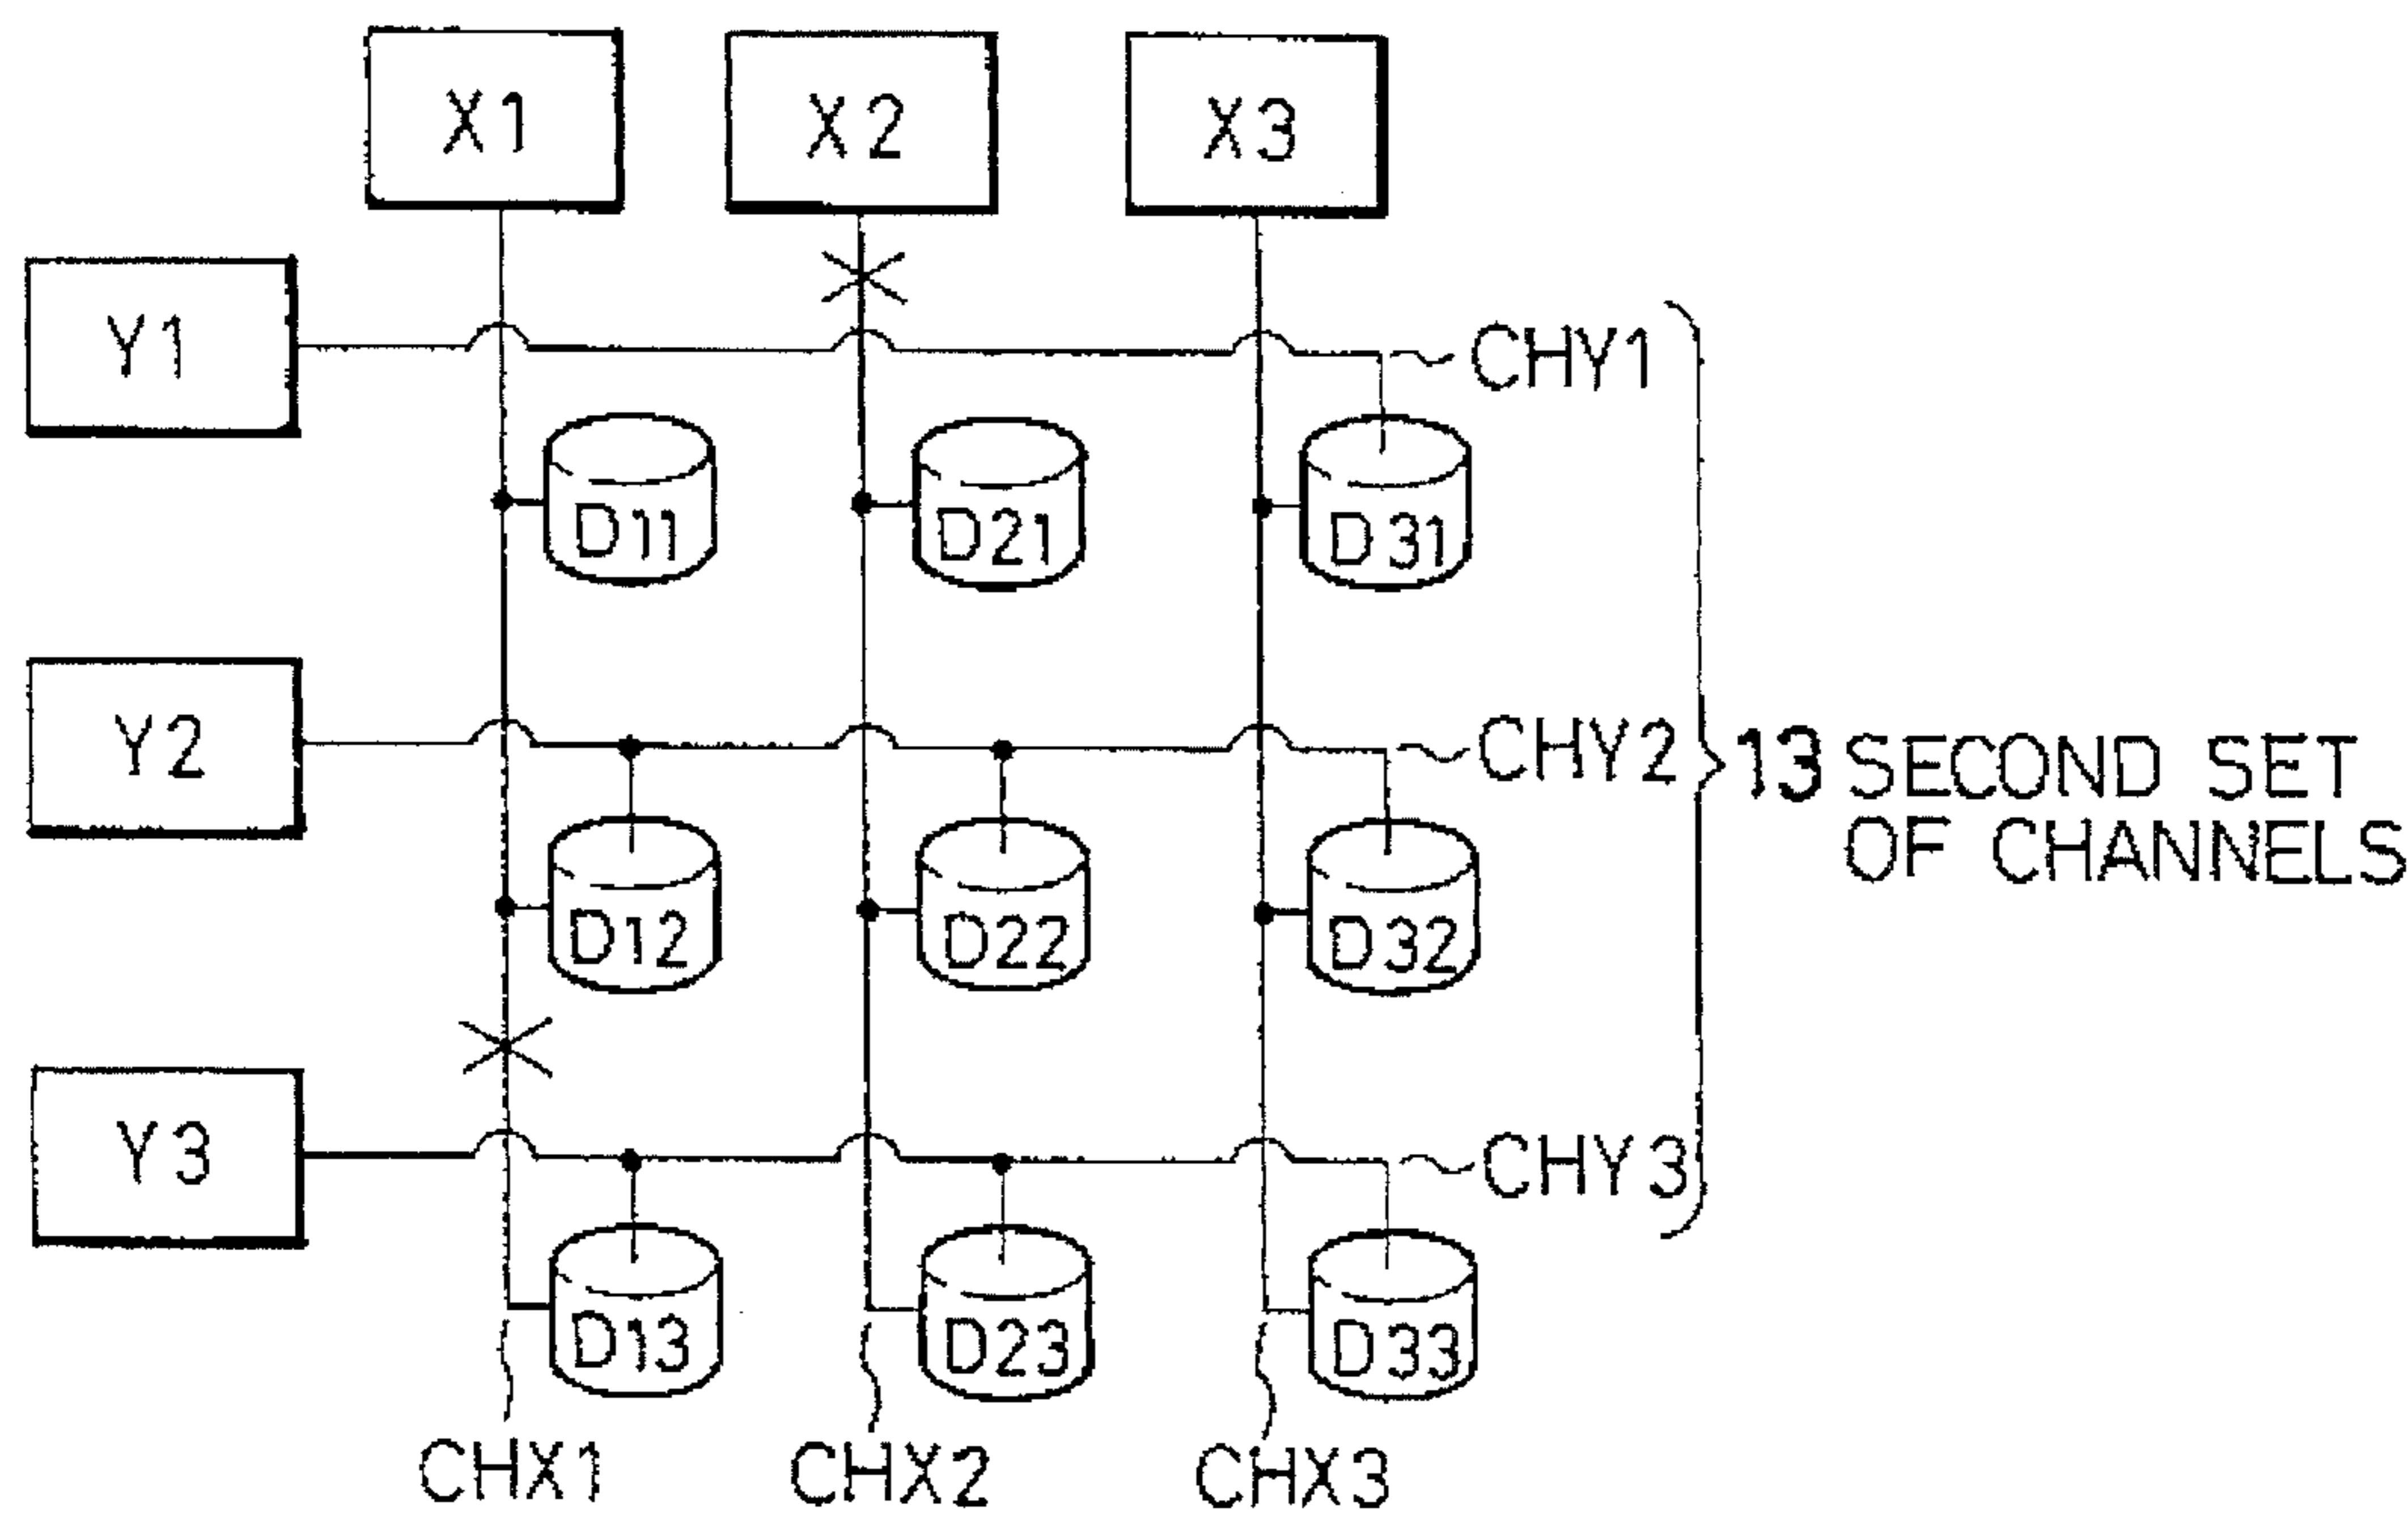 X1 X2 X3
Y1
CHY1
D11 D21 D31
Y2
CHY2
13 SECOND SET
OF CHANNELS
D12 D22 D32
Y3
CHY3
D13 D23 D33
CHX1 CHX2 CHX3